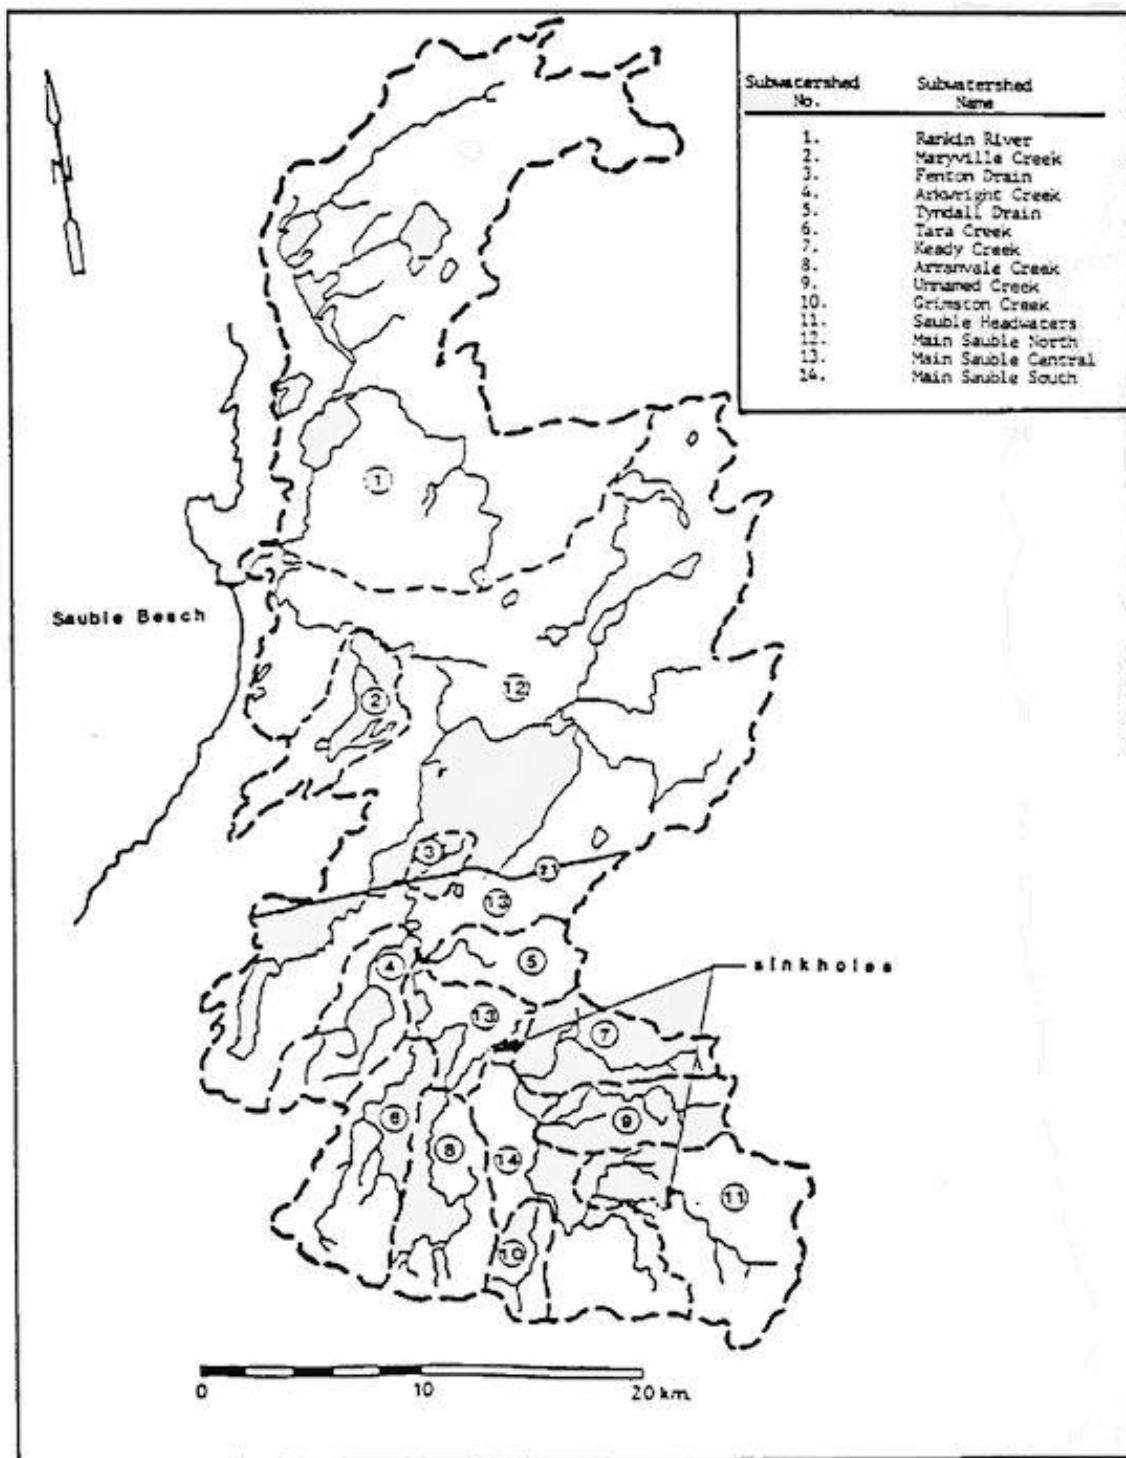 Subwatershed No. Subwatershed Name
1. Rankin River
2. Maryville Creek
3. Fenton Drain
4. Arkwright Creek
5. Tyndall Drain
6. Tara Creek
7. Keady Creek
8. Arranvale Creek
9. Unnamed Creek
10. Grimston Creek
11. Sauble Headwaters
12. Main Sauble North
13. Main Sauble Central
14. Main Sauble South
N
1
Sauble Beach
2
12
3
21
13
4
5
sinkholes
13
7
6
8
9
14
11
10
0 10 20 km.